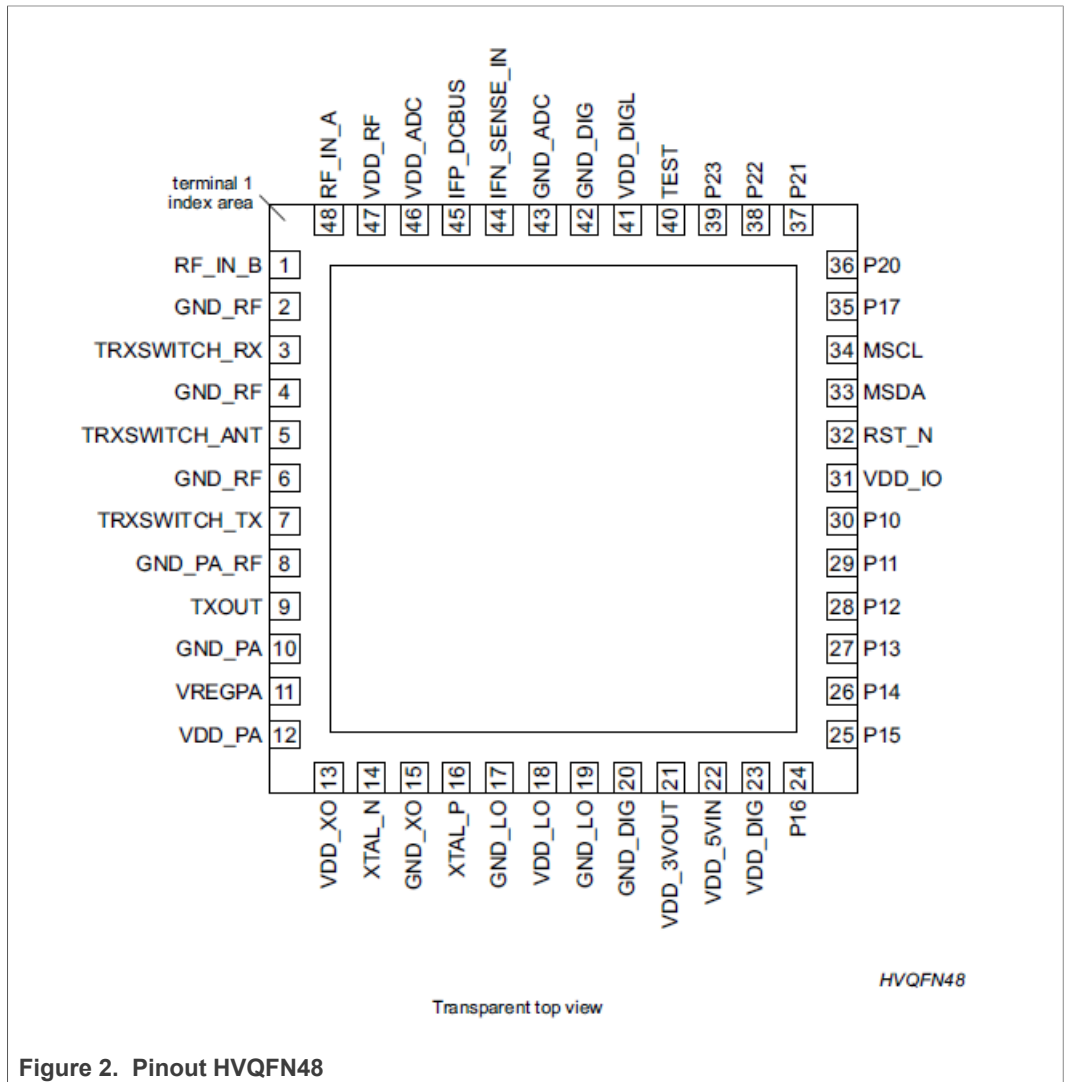 RF_IN_A
VDD_RF
VDD_ADC
IFP_DCBUS
IFN_SENSE_IN
GND_ADC
GND_DIG
VDD_DIGL
TEST
P23
P22
P21
terminal 1
index area
48 47 46 45 44 43 42 41 40 39 38 37
RF_IN_B 1
GND_RF 2
TRXSWITCH_RX 3
GND_RF 4
TRXSWITCH_ANT 5
GND_RF 6
TRXSWITCH_TX 7
GND_PA_RF 8
TXOUT 9
GND_PA 10
VREGPA 11
VDD_PA 12
36 P20
35 P17
34 MSCL
33 MSDA
32 RST_N
31 VDD_IO
30 P10
29 P11
28 P12
27 P13
26 P14
25 P15
13 14 15 16 17 18 19 20 21 22 23 24
VDD_XO
XTAL_N
GND_XO
XTAL_P
GND_LO
VDD_LO
GND_LO
GND_DIG
VDD_3VOUT
VDD_5VIN
VDD_DIG
P16
HVQFN48
Transparent top view
Figure 2. Pinout HVQFN48